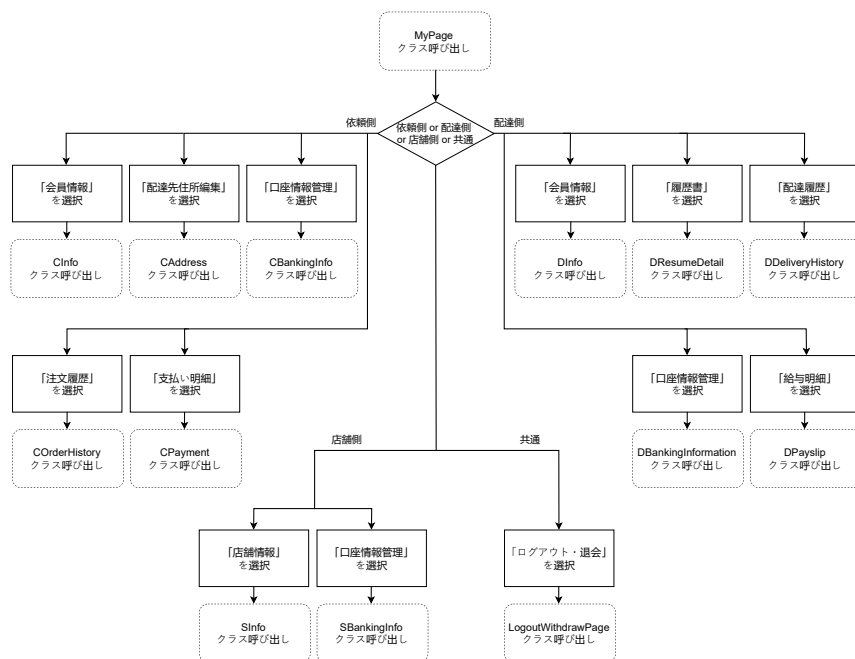 MyPage
クラス呼び出し
依頼側
依頼側 or 配達側
or 店舗側 or 共通
配達側
「会員情報」
を選択
「配達先住所編集」
を選択
「口座情報管理」
を選択
「会員情報」
を選択
「履歴書」
を選択
「配達履歴」
を選択
CInfo
クラス呼び出し
CAddress
クラス呼び出し
CBankingInfo
クラス呼び出し
DInfo
クラス呼び出し
DResumeDetail
クラス呼び出し
DDeliveryHistory
クラス呼び出し
「注文履歴」
を選択
「支払い明細」
を選択
「口座情報管理」
を選択
「給与明細」
を選択
COrderHistory
クラス呼び出し
CPayment
クラス呼び出し
DBankingInformation
クラス呼び出し
DPayslip
クラス呼び出し
店舗側
共通
「店舗情報」
を選択
「口座情報管理」
を選択
「ログアウト・退会」
を選択
SInfo
クラス呼び出し
SBankingInfo
クラス呼び出し
LogoutWithdrawPage
クラス呼び出し